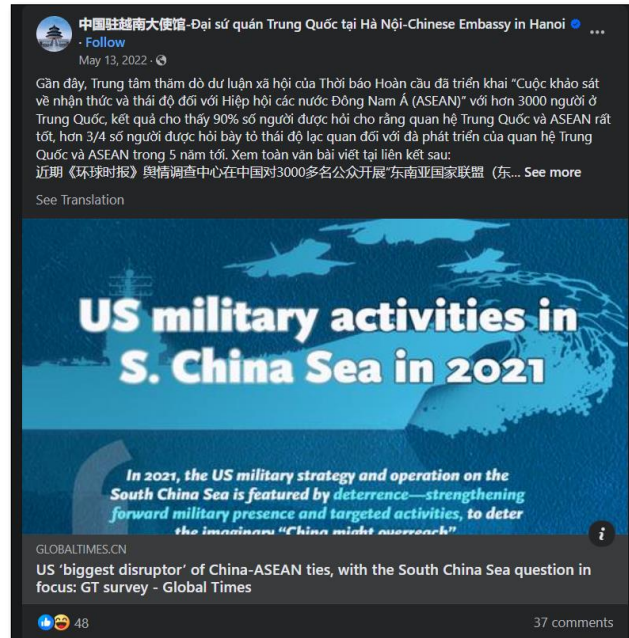 中国驻越南大使馆-Đại sứ quán Trung Quốc tại Hà Nội-Chinese Embassy in Hanoi
· Follow
May 13, 2022 ·
Gần đây, Trung tâm thăm dò dư luận xã hội của Thời báo Hoàn cầu đã triển khai “Cuộc khảo sát
về nhận thức và thái độ đối với Hiệp hội các nước Đông Nam Á (ASEAN)” với hơn 3000 người ở
Trung Quốc, kết quả cho thấy 90% số người được hỏi cho rằng quan hệ Trung Quốc và ASEAN rất
tốt, hơn 3/4 số người được hỏi bày tỏ thái độ lạc quan đối với đà phát triển của quan hệ Trung
Quốc và ASEAN trong 5 năm tới. Xem toàn văn bài viết tại liên kết sau:
近期《环球时报》舆情调查中心在中国对3000多名公众开展“东南亚国家联盟（东... See more
See Translation
US military activities in
S. China Sea in 2021
In 2021, the US military strategy and operation on the
South China Sea is featured by deterrence—strengthening
forward military presence and targeted activities, to deter
the imaginary “China might overreach”
GLOBALTIMES.CN
US ‘biggest disruptor’ of China-ASEAN ties, with the South China Sea question in
focus: GT survey - Global Times
48
37 comments